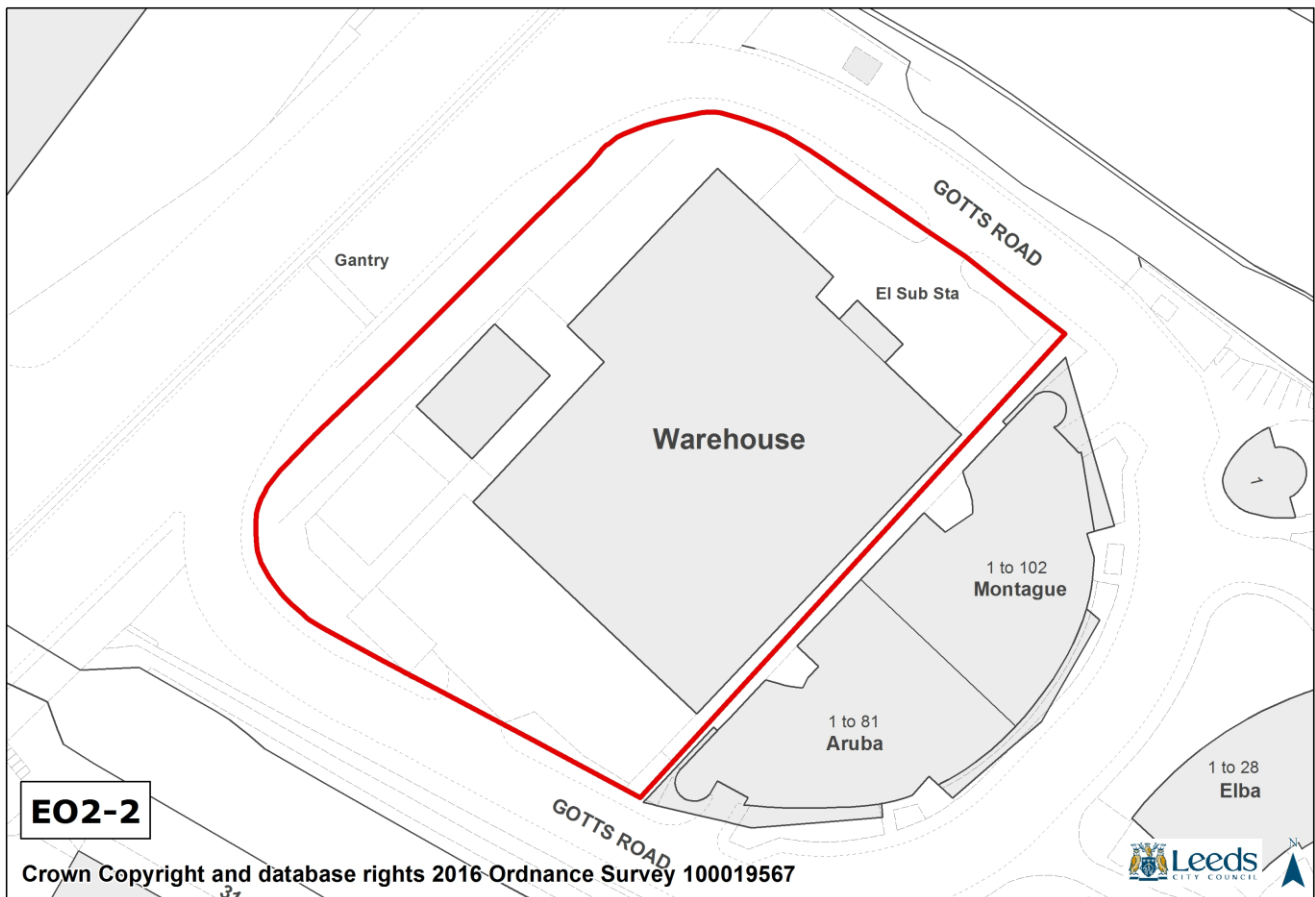 GOTTS ROAD
Gantry
El Sub Sta
Warehouse
1
1 to 102
Montague
1 to 81
Aruba
1 to 28
Elba
EO2-2
GOTTS ROAD
31
Crown Copyright and database rights 2016 Ordnance Survey 100019567
Leeds
CITY COUNCIL
N